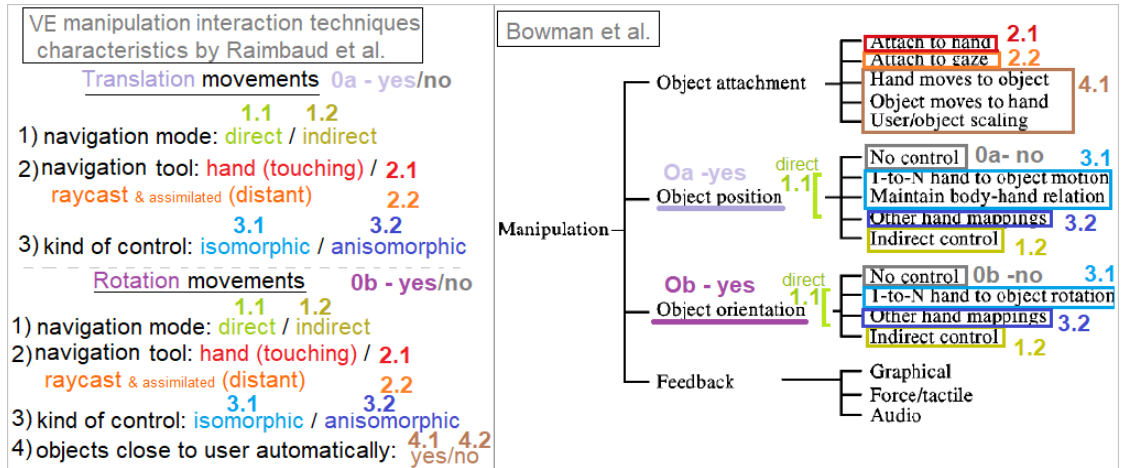 VE manipulation interaction techniques
characteristics by Raimbaud et al.
Translation movements 0a - yes/no
1.1 1.2
1) navigation mode: direct / indirect
2) navigation tool: hand (touching) / 2.1
raycast & assimilated (distant) 2.2
3.1 3.2
3) kind of control: isomorphic / anisomorphic
Rotation movements 0b - yes/no
1.1 1.2
1) navigation mode: direct / indirect
2) navigation tool: hand (touching) / 2.1
raycast & assimilated (distant) 2.2
3.1 3.2
3) kind of control: isomorphic / anisomorphic
4) objects close to user automatically: 4.1 4.2
yes/no
Bowman et al.
Manipulation
Object attachment
Attach to hand 2.1
Attach to gaze 2.2
Hand moves to object
Object moves to hand
User/object scaling
4.1
Oa -yes
Object position
direct
1.1
No control 0a- no
3.1
1-to-N hand to object motion
Maintain body-hand relation
Other hand mappings 3.2
Indirect control 1.2
Ob - yes
Object orientation
direct
1.1
No control 0b -no
3.1
1-to-N hand to object rotation
Other hand mappings 3.2
Indirect control 1.2
Feedback
Graphical
Force/tactile
Audio